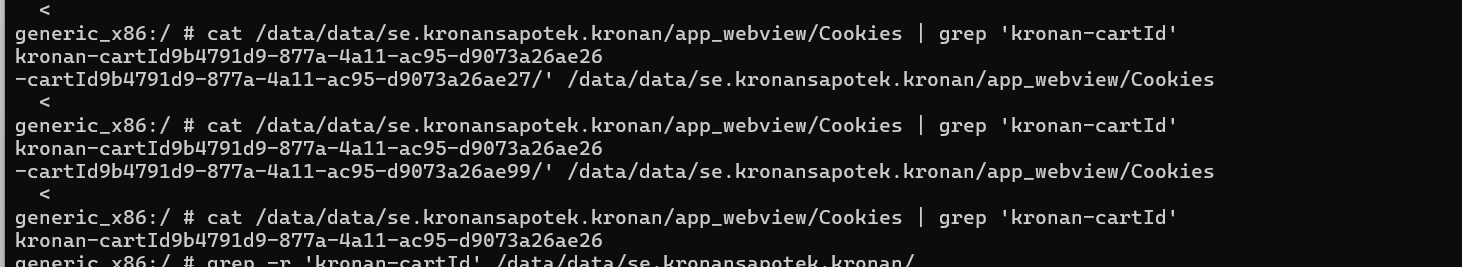 <
generic_x86:/ # cat /data/data/se.kronansapotek.kronan/app_webview/Cookies | grep 'kronan-cartId'
kronan-cartId9b4791d9-877a-4a11-ac95-d9073a26ae26
-cartId9b4791d9-877a-4a11-ac95-d9073a26ae27/' /data/data/se.kronansapotek.kronan/app_webview/Cookies
<
generic_x86:/ # cat /data/data/se.kronansapotek.kronan/app_webview/Cookies | grep 'kronan-cartId'
kronan-cartId9b4791d9-877a-4a11-ac95-d9073a26ae26
-cartId9b4791d9-877a-4a11-ac95-d9073a26ae99/' /data/data/se.kronansapotek.kronan/app_webview/Cookies
<
generic_x86:/ # cat /data/data/se.kronansapotek.kronan/app_webview/Cookies | grep 'kronan-cartId'
kronan-cartId9b4791d9-877a-4a11-ac95-d9073a26ae26
generic_x86:/ # grep -r 'kronan-cartId' /data/data/se.kronansapotek.kronan/